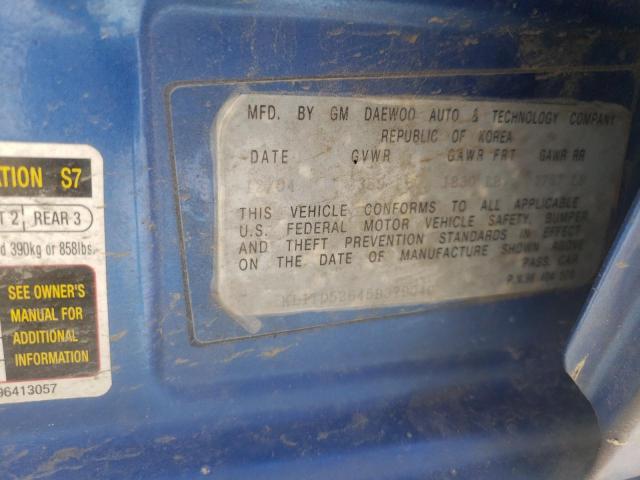 MFD. BY GM DAEWOO AUTO & TECHNOLOGY COMPANY
REPUBLIC OF KOREA
DATE GVWR GAWR FRT GAWR RR
12/04
THIS VEHICLE CONFORMS TO ALL APPLICABLE
U.S. FEDERAL MOTOR VEHICLE SAFETY, BUMPER,
AND THEFT PREVENTION STANDARDS IN EFFECT
ON THE DATE OF MANUFACTURE SHOWN ABOVE
PASS. CAR
P.N.96
ATION S7
T 2 REAR 3
d 390kg or 858lbs.
SEE OWNER'S
MANUAL FOR
ADDITIONAL
INFORMATION
96413057